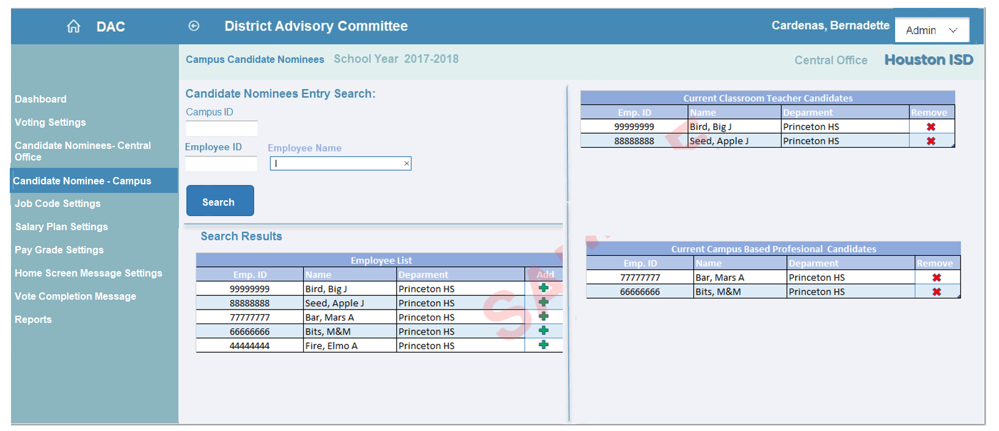 DAC
District Advisory Committee
Cardenas, Bernadette
Admin
Campus Candidate Nominees School Year 2017-2018
Central Office Houston ISD
Dashboard
Voting Settings
Candidate Nominees- Central
Office
Candidate Nominee - Campus
Job Code Settings
Salary Plan Settings
Pay Grade Settings
Home Screen Message Settings
Vote Completion Message
Reports
Candidate Nominees Entry Search:
Campus ID
Employee ID Employee Name
Search
Search Results
Employee List
Emp. ID Name Deparment Add
99999999 Bird, Big J Princeton HS
88888888 Seed, Apple J Princeton HS
77777777 Bar, Mars A Princeton HS
66666666 Bits, M&M Princeton HS
44444444 Fire, Elmo A Princeton HS
Current Classroom Teacher Candidates
Emp. ID Name Deparment Remove
99999999 Bird, Big J Princeton HS
88888888 Seed, Apple J Princeton HS
Current Campus Based Profesional Candidates
Emp. ID Name Deparment Remove
77777777 Bar, Mars A Princeton HS
66666666 Bits, M&M Princeton HS